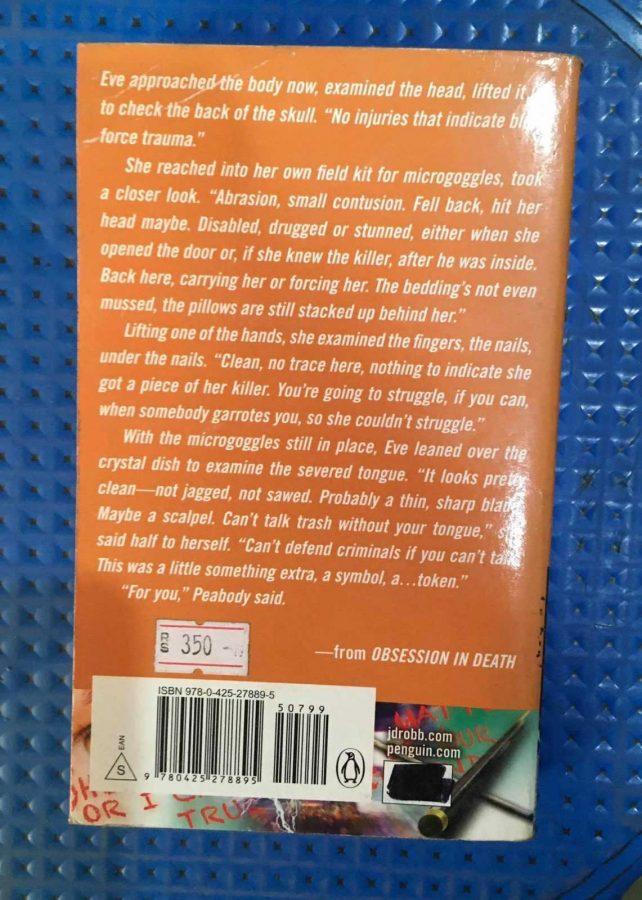 Eve approached the body now, examined the head, lifted it
to check the back of the skull. “No injuries that indicate
force trauma.”
She reached into her own field kit for microgoggles, took
a closer look. “Abrasion, small contusion. Fell back, hit her
head maybe. Disabled, drugged or stunned, either when she
opened the door or, if she knew the killer, after he was inside.
Back here, carrying her or forcing her. The bedding’s not even
mussed, the pillows are still stacked up behind her.”
Lifting one of the hands, she examined the fingers, the nails,
under the nails. “Clean, no trace here, nothing to indicate she
got a piece of her killer. You’re going to struggle, if you can,
when somebody garrotes you, so she couldn’t struggle.”
With the microgoggles still in place, Eve leaned over the
crystal dish to examine the severed tongue. “It looks pretty
clean—not jagged, not sawed. Probably a thin, sharp
Maybe a scalpel. Can’t talk trash without your tongue,”
said half to herself. “Can’t defend criminals if you can’t
This was a little something extra, a symbol, a...token.”
“For you,” Peabody said.
RS 350
—from OBSESSION IN DEATH
ISBN 978-0-425-27889-5
50799
EAN
S
9 780425 278895
jdrobb.com
penguin.com
OR I
TRU